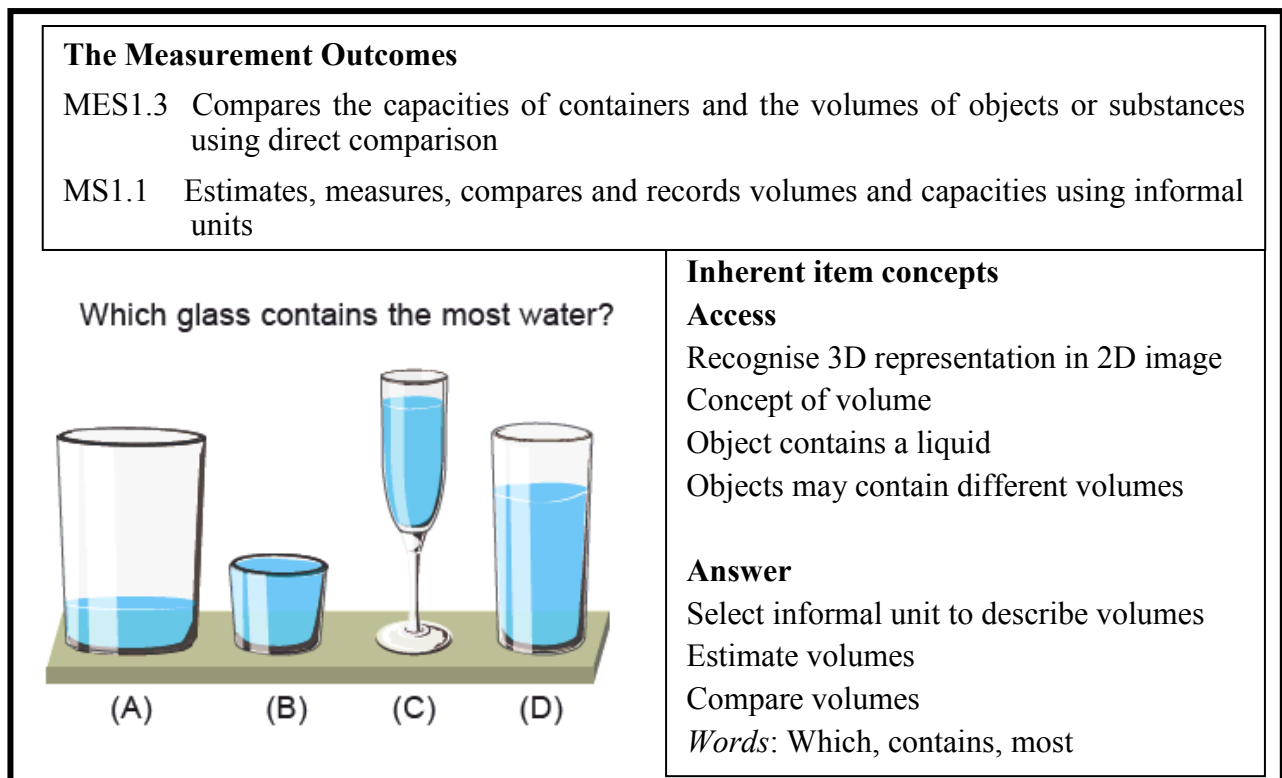 The Measurement Outcomes
MES1.3 Compares the capacities of containers and the volumes of objects or substances
using direct comparison
MS1.1 Estimates, measures, compares and records volumes and capacities using informal
units
Which glass contains the most water?
(A) (B) (C) (D)
Inherent item concepts
Access
Recognise 3D representation in 2D image
Concept of volume
Object contains a liquid
Objects may contain different volumes
Answer
Select informal unit to describe volumes
Estimate volumes
Compare volumes
Words: Which, contains, most